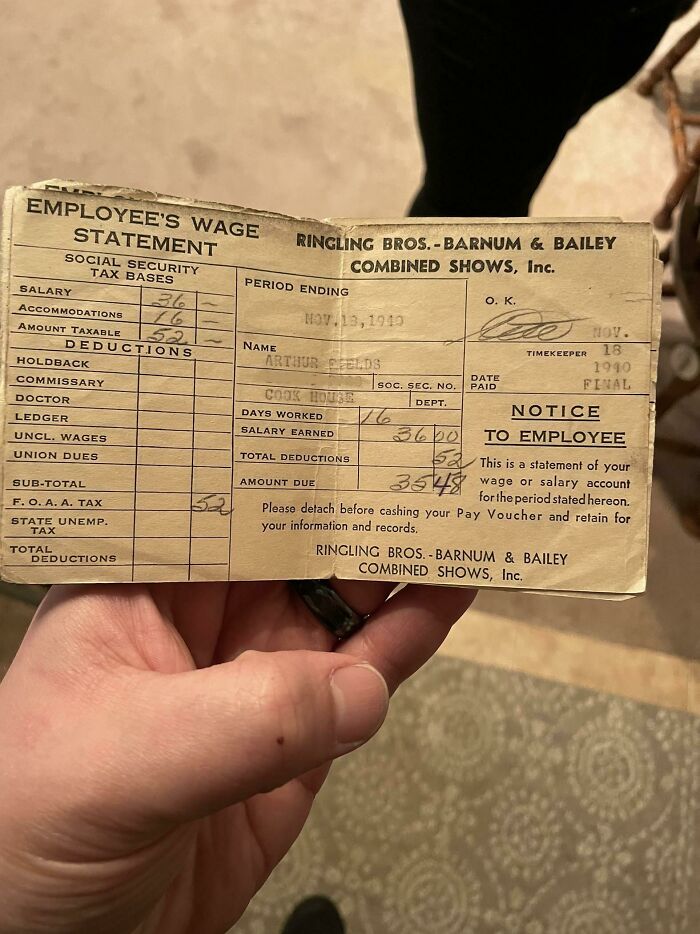 EMPLOYEE'S WAGE
STATEMENT
SOCIAL SECURITY
TAX BASES
SALARY 36 –
ACCOMMODATIONS 16 –
AMOUNT TAXABLE 52 –
DEDUCTIONS
HOLDBACK
COMMISSARY
DOCTOR
LEDGER
UNCL. WAGES
UNION DUES
SUB-TOTAL
F. O. A. A. TAX 52
STATE UNEMP.
TAX
TOTAL
DEDUCTIONS
RINGLING BROS.-BARNUM & BAILEY
COMBINED SHOWS, Inc.
PERIOD ENDING
NOV. 18, 1940
NAME
ARTHUR FIELDS
SOC. SEC. NO.
COOK HOUSE
DEPT.
DAYS WORKED 16
SALARY EARNED 36 00
TOTAL DEDUCTIONS 52
AMOUNT DUE 35 48
O. K.
TIMEKEEPER
DATE
PAID
NOV.
18
1940
FINAL
NOTICE
TO EMPLOYEE
This is a statement of your
wage or salary account
for the period stated hereon.
Please detach before cashing your Pay Voucher and retain for
your information and records.
RINGLING BROS.-BARNUM & BAILEY
COMBINED SHOWS, Inc.